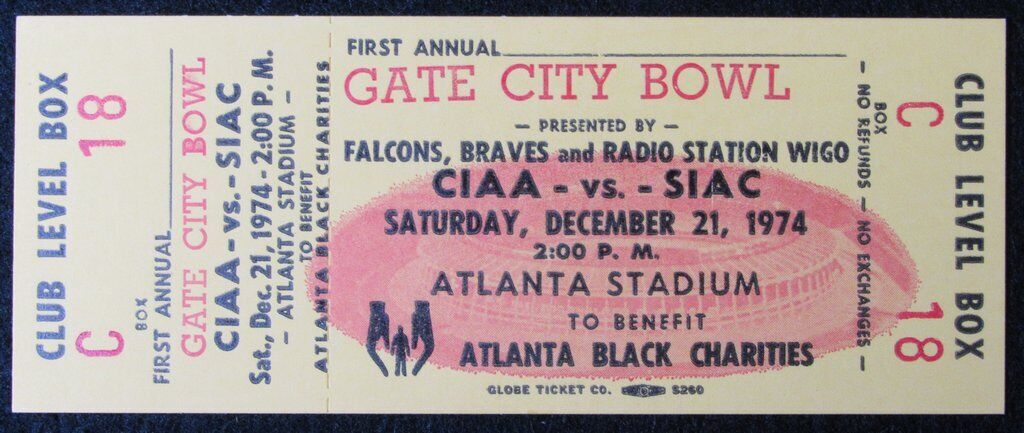 CLUB LEVEL BOX
C 18
BOX
FIRST ANNUAL
GATE CITY BOWL
CIAA-vs.-SIAC
Sat., Dec. 21, 1974-2:00 P.M.
- ATLANTA STADIUM -
TO BENEFIT
ATLANTA BLACK CHARITIES
FIRST ANNUAL
GATE CITY BOWL
- PRESENTED BY -
FALCONS, BRAVES and RADIO STATION WIGO
CIAA - vs. - SIAC
SATURDAY, DECEMBER 21, 1974
2:00 P. M.
ATLANTA STADIUM
TO BENEFIT
ATLANTA BLACK CHARITIES
GLOBE TICKET CO. 5260
- NO REFUNDS - NO EXCHANGES -
BOX
C 18
CLUB LEVEL BOX